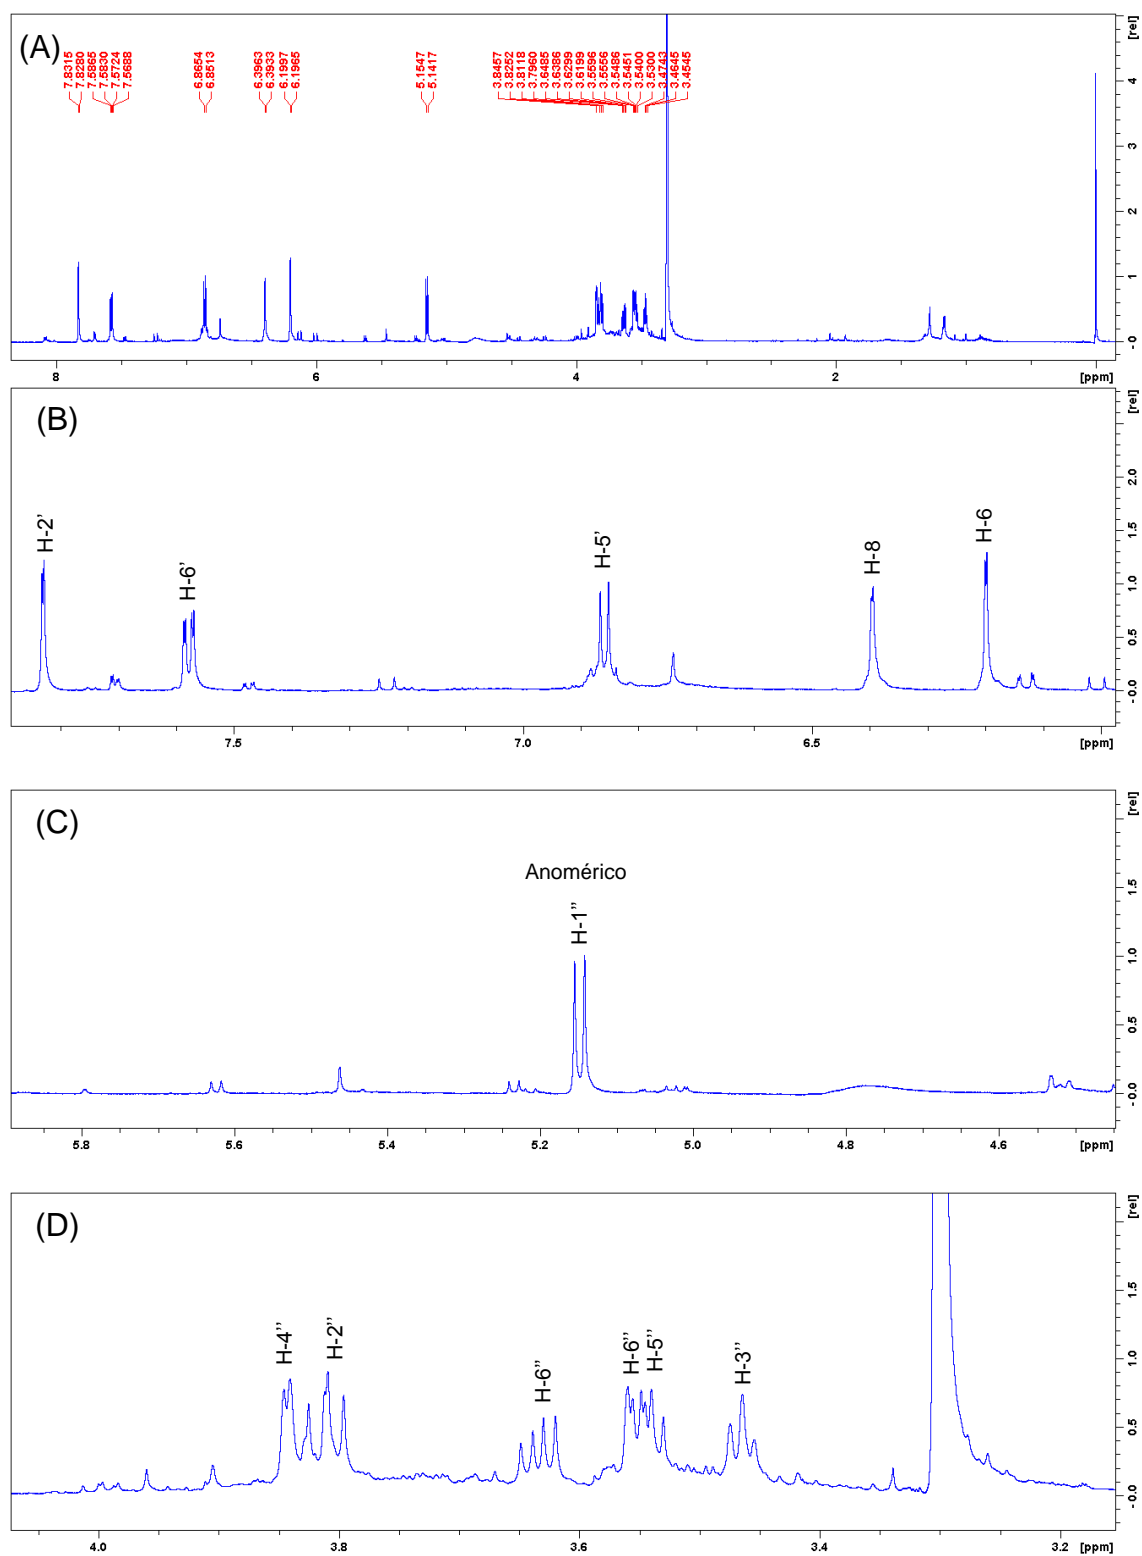 (A)
7.8315
7.8280
7.5865
7.5830
7.5724
7.5688
6.8654
6.8513
6.3963
6.3933
6.1997
6.1965
5.1547
5.1417
3.8457
3.8252
3.8118
3.7960
3.6485
3.6386
3.6299
3.6199
3.5596
3.5556
3.5486
3.5451
3.5400
3.5300
3.4743
3.4645
3.4545
[rel]
4
3
2
1
- 0
8
6
4
2
[ppm]
(B)
H-2'
H-6'
H-5'
H-8
H-6
[rel]
2.0
1.5
1.0
0.5
- 0.0
7.5
7.0
6.5
[ppm]
(C)
Anomérico
H-1''
[rel]
1.5
1.0
0.5
- 0.0
5.8
5.6
5.4
5.2
5.0
4.8
4.6
[ppm]
(D)
H-4''
H-2''
H-6''
H-6''
H-5''
H-3''
[rel]
1.5
1.0
0.5
- 0.0
4.0
3.8
3.6
3.4
3.2
[ppm]